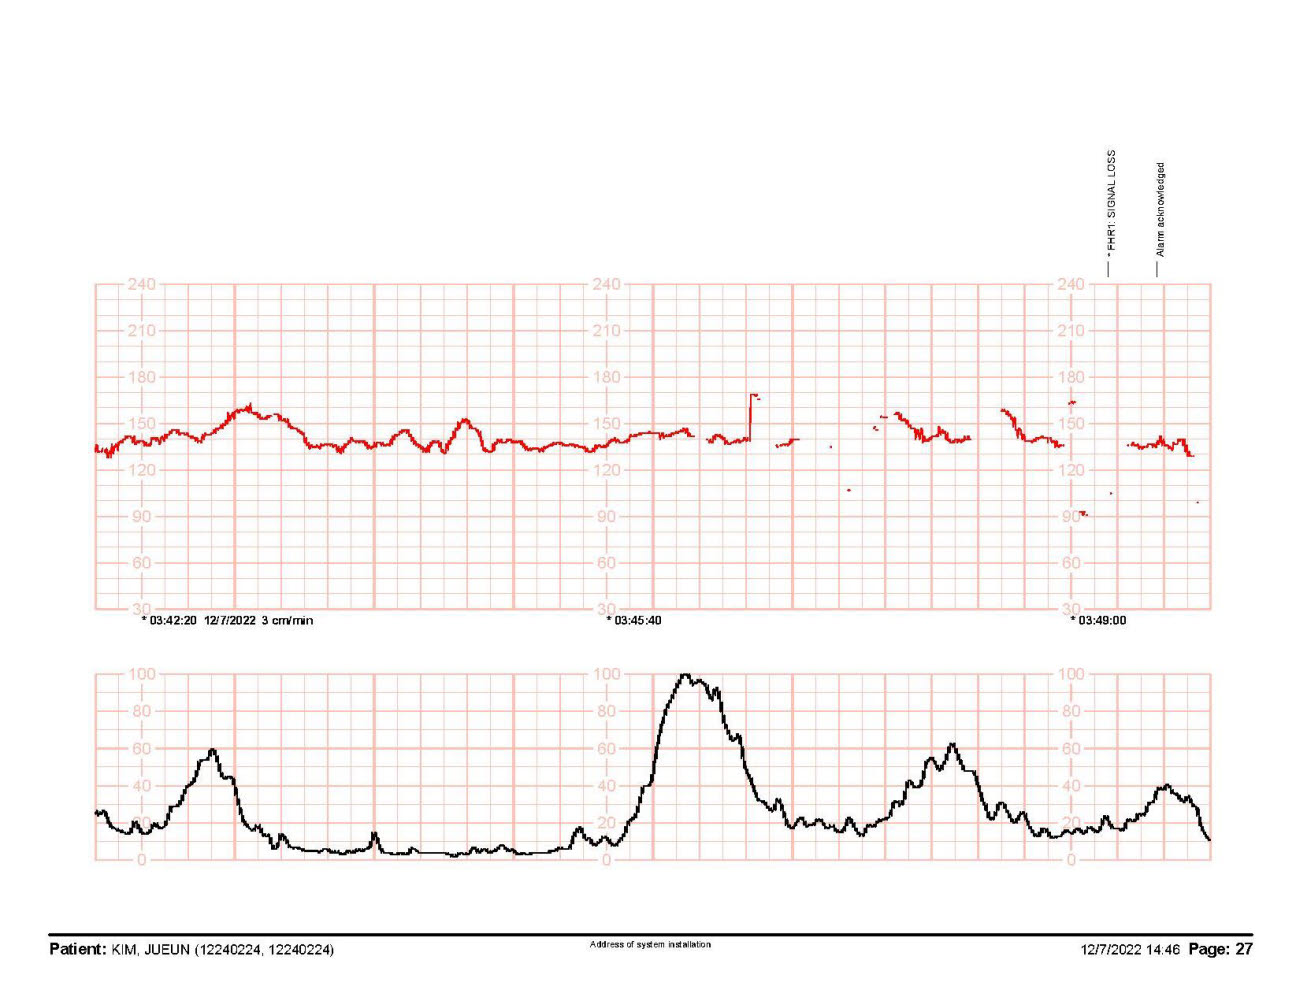 * FHR1: SIGNAL LOSS
Alarm acknowledged
240 240 240
210 210 210
180 180 180
150 150 150
120 120 120
90 90 90
60 60 60
30 30 30
* 03:42:20 12/7/2022 3 cm/min * 03:45:40 * 03:49:00
100 100 100
80 80 80
60 60 60
40 40 40
20 20 20
0 0 0
Patient: KIM, JUEUN (12240224, 12240224) Address of system installation 12/7/2022 14:46 Page: 27